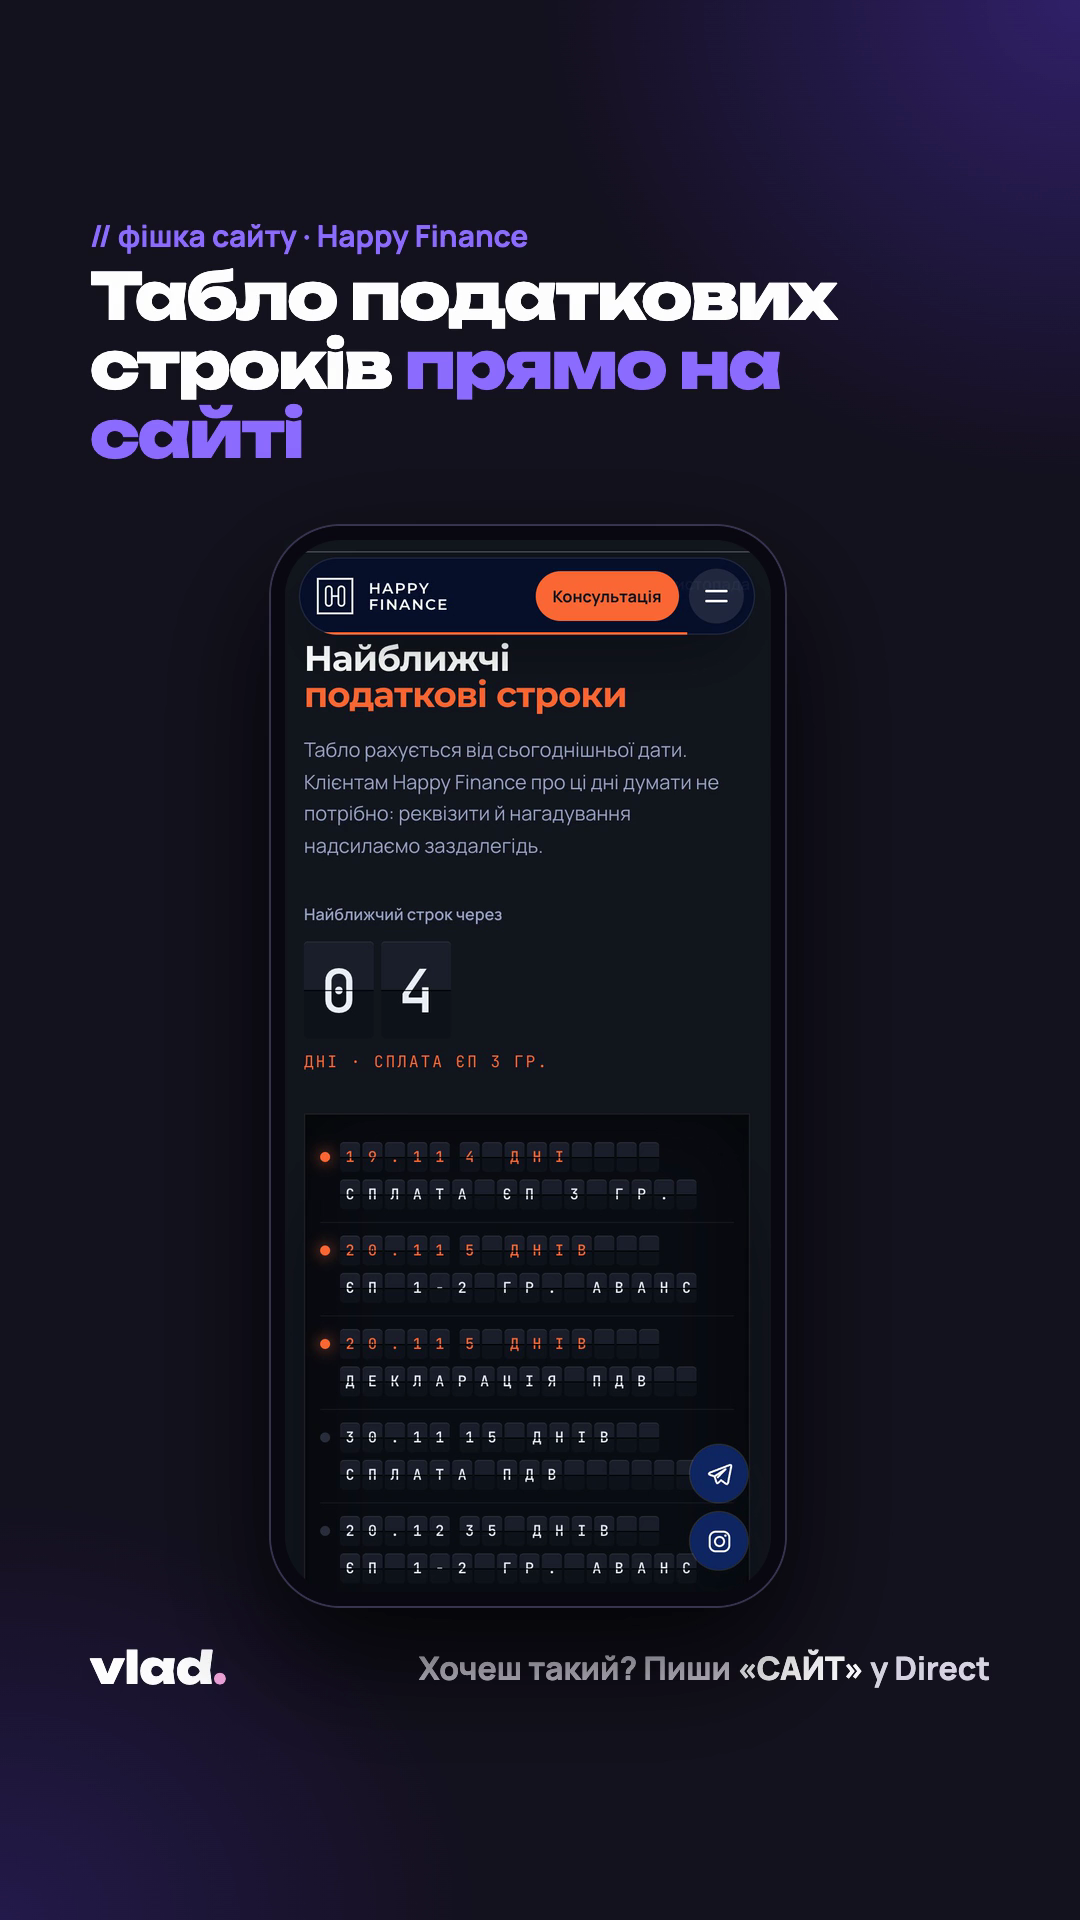 // фішка сайту · Happy Finance
Табло податкових
строків прямо на
сайті
HAPPY
FINANCE
Консультація
Найближчі
податкові строки
Табло рахується від сьогоднішньої дати.
Клієнтам Happy Finance про ці дні думати не
потрібно: реквізити й нагадування
надсилаємо заздалегідь.
Найближчий строк через
04
ДНІ · СПЛАТА ЄП 3 ГР.
19.11 4 ДНІ
СПЛАТА ЄП 3 ГР.
20.11 5 ДНІВ
ЄП 1-2 ГР. АВАНС
20.11 5 ДНІВ
ДЕКЛАРАЦІЯ ПДВ
30.11 15 ДНІВ
СПЛАТА ПДВ
20.12 35 ДНІВ
ЄП 1-2 ГР. АВАНС
vlad.
Хочеш такий? Пиши «САЙТ» у Direct